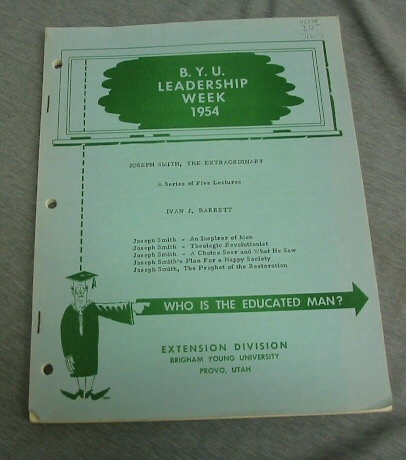 B. Y. U.
LEADERSHIP
WEEK
1954
JOSEPH SMITH, THE EXTRAORDINARY
A Series of Five Lectures
IVAN J. BARRETT
Joseph Smith - An Inspirer of Men
Joseph Smith - Theologic Revolutionist
Joseph Smith - A Choice Seer and What He Saw
Joseph Smith's Plan For a Happy Society
Joseph Smith, The Prophet of the Restoration
WHO IS THE EDUCATED MAN?
EXTENSION DIVISION
BRIGHAM YOUNG UNIVERSITY
PROVO, UTAH